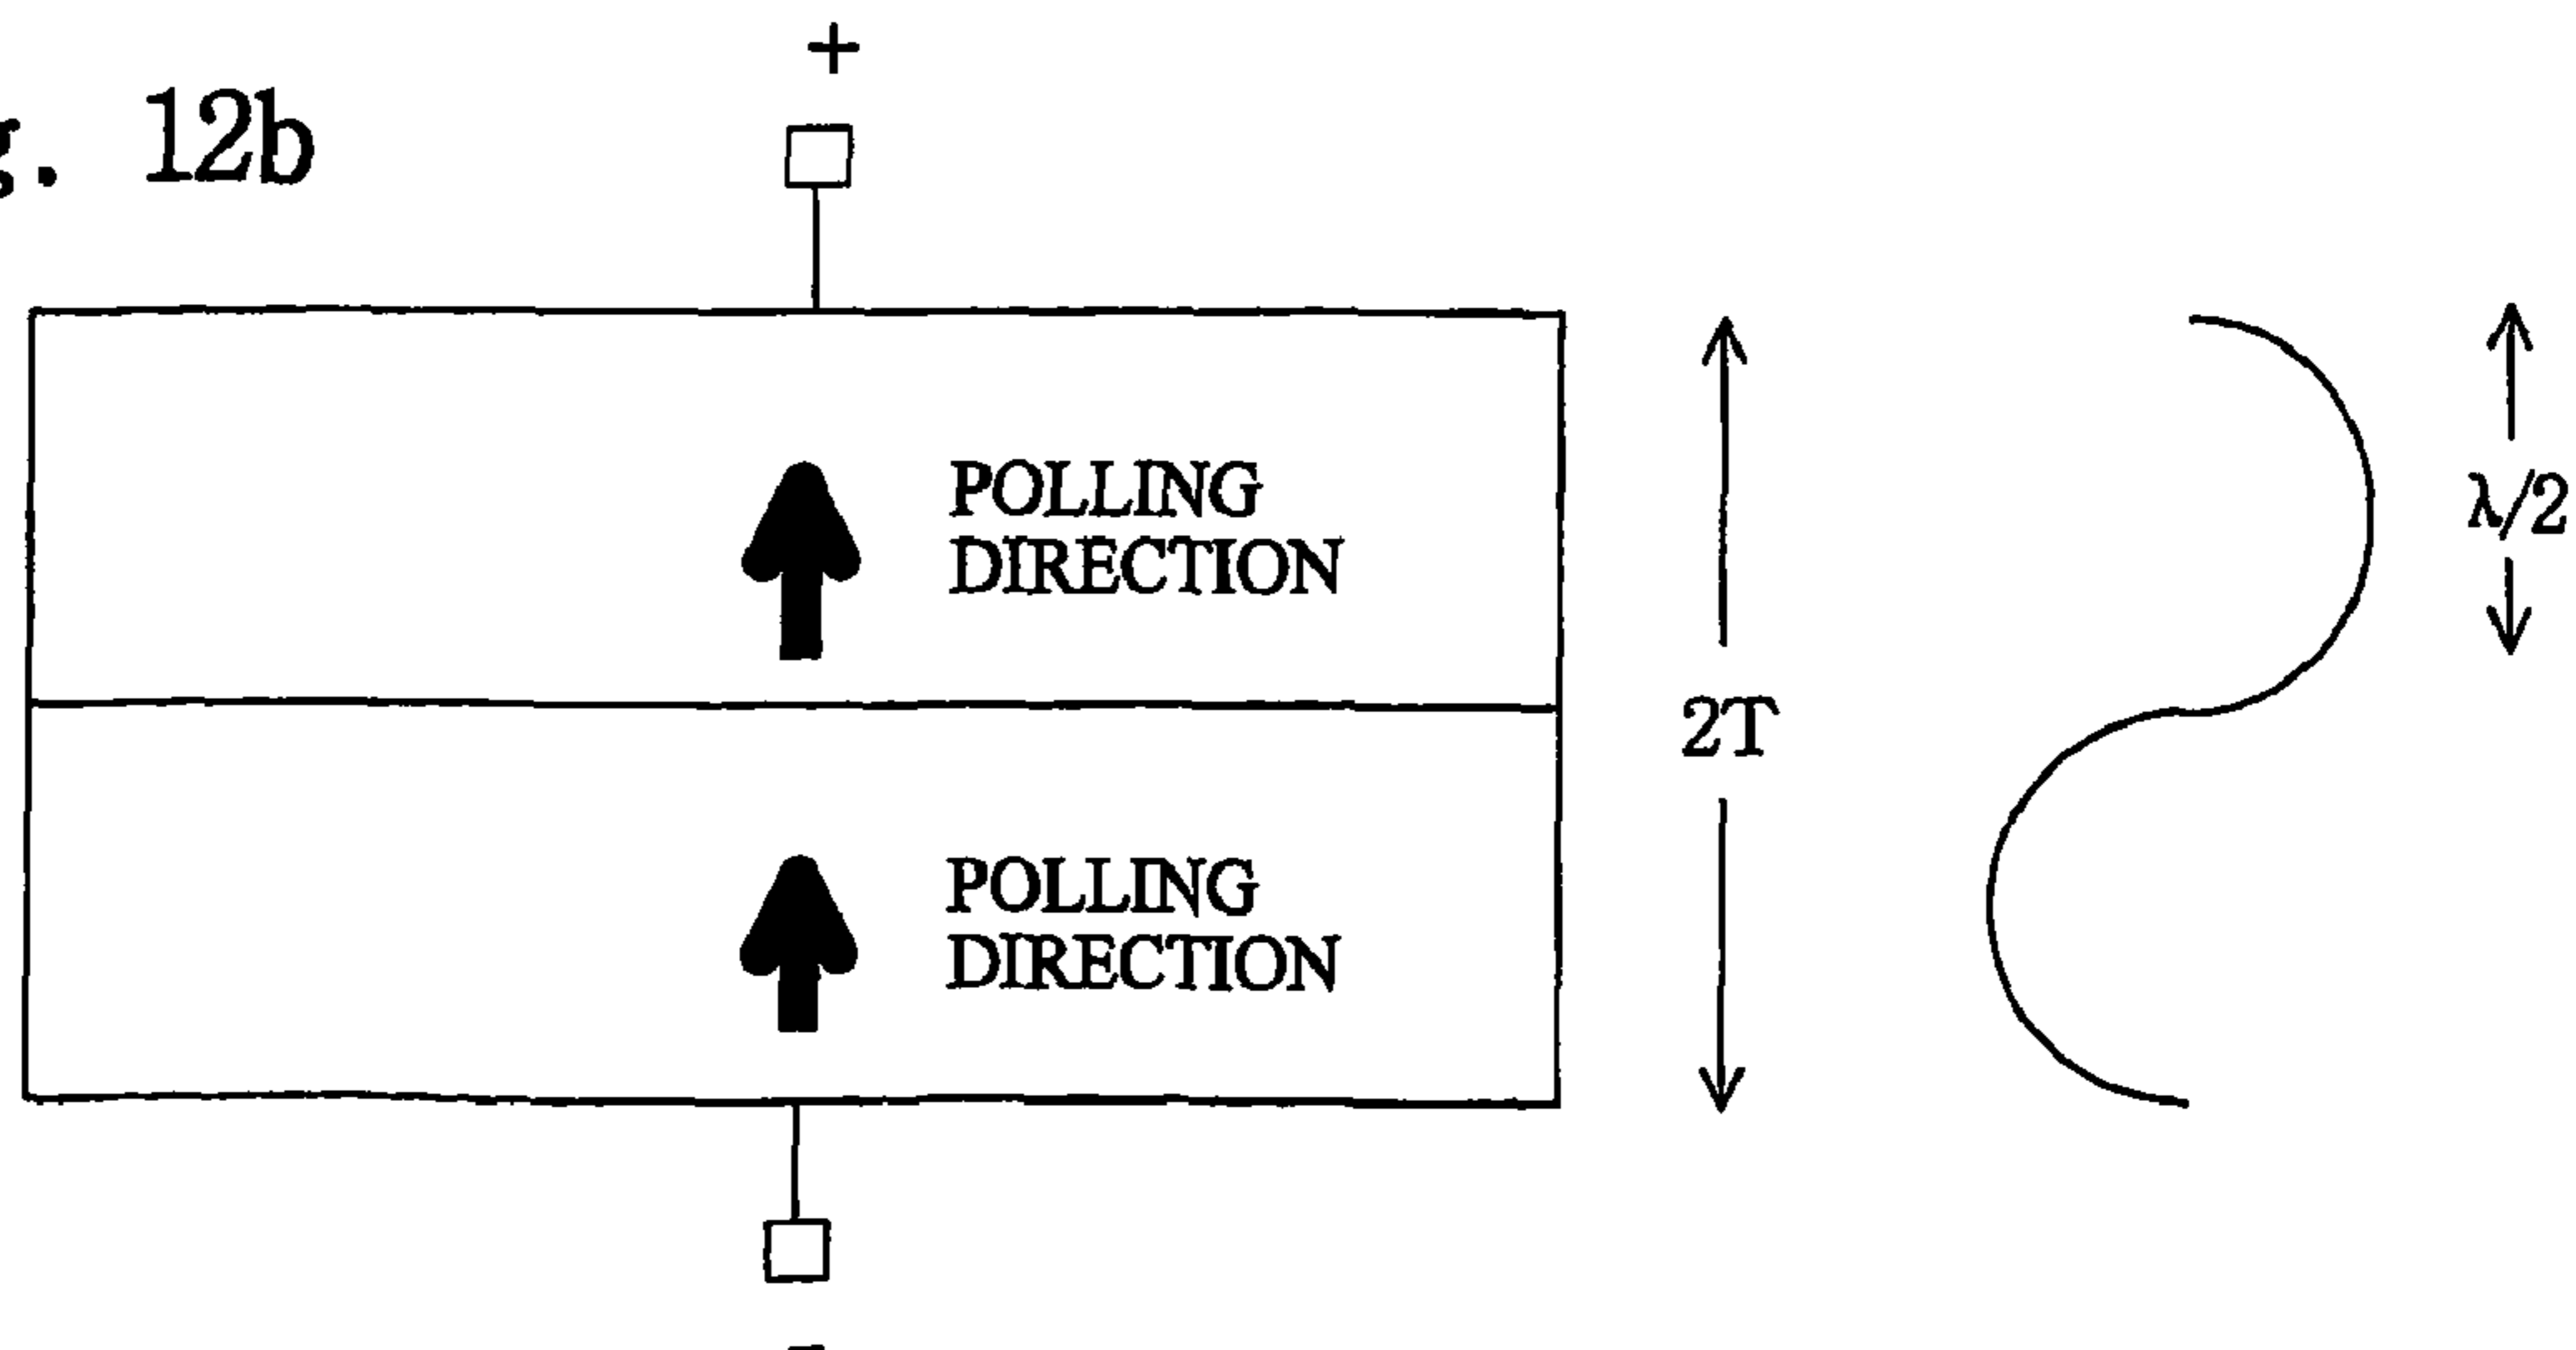 g. 12b
+
POLLING
DIRECTION
λ/2
2T
POLLING
DIRECTION
-